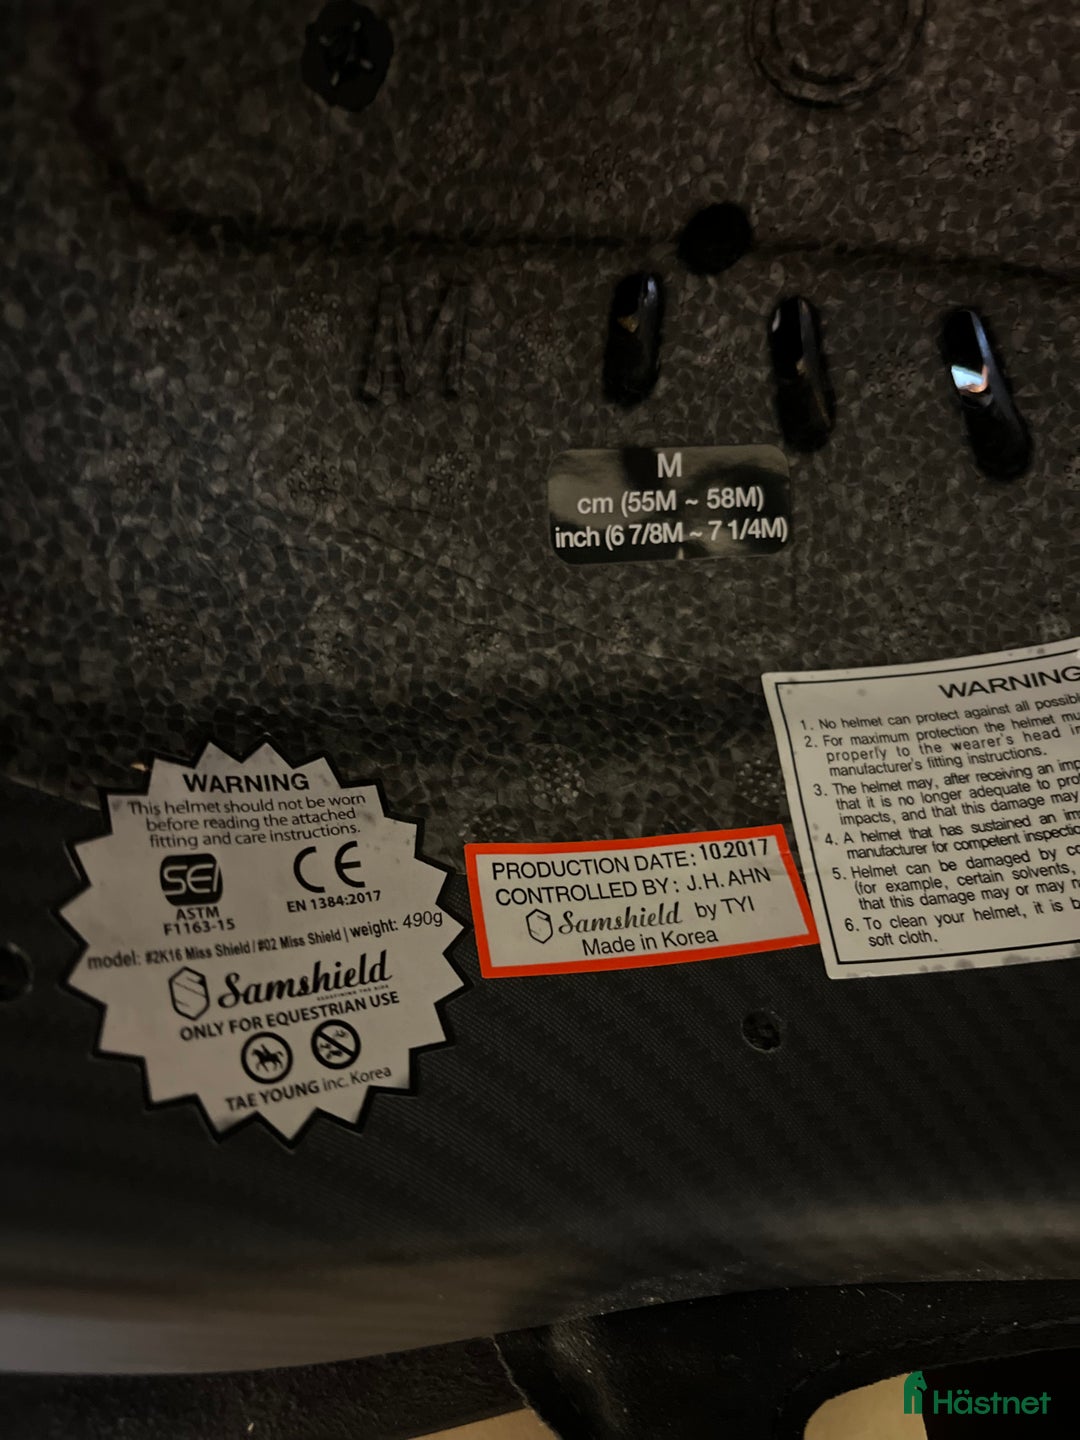 M
M
cm (55M ~ 58M)
inch (6 7/8M ~ 7 1/4M)
WARNING
1. No helmet can protect against all possibl
2. For maximum protection the helmet mu
properly to the wearer's head in
manufacturer's fitting instructions.
3. The helmet may, after receiving an imp
that it is no longer adequate to pro
impacts, and that this damage may
4. A helmet that has sustained an im
manufacturer for competent inspectio
5. Helmet can be damaged by co
(for example, certain solvents,
that this damage may or may n
6. To clean your helmet, it is b
soft cloth.
WARNING
This helmet should not be worn
before reading the attached
fitting and care instructions.
SEI
CE
ASTM
F1163-15
EN 1384:2017
model: #2K16 Miss Shield / #02 Miss Shield | weight: 490g
Samshield
REDEFINING THE RIDE
ONLY FOR EQUESTRIAN USE
TAE YOUNG inc. Korea
PRODUCTION DATE: 10.2017
CONTROLLED BY : J.H. AHN
Samshield by TYI
Made in Korea
Hästnet